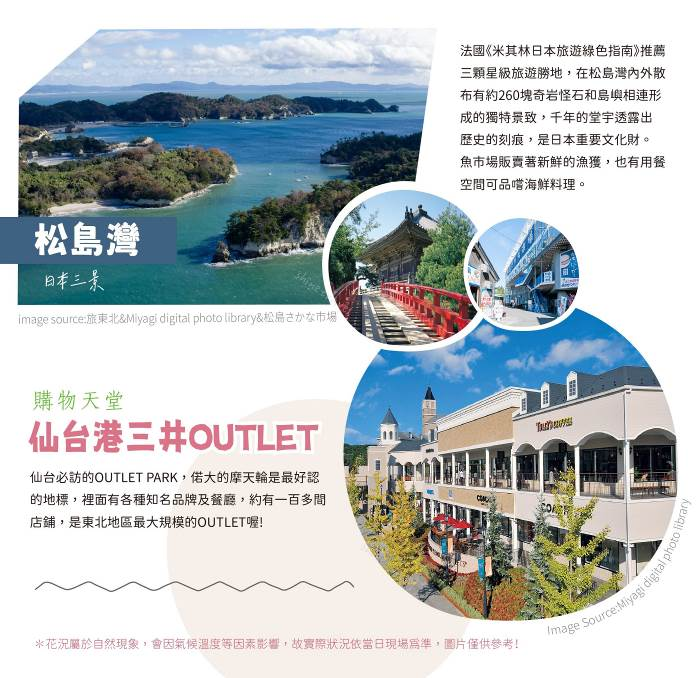 法國《米其林日本旅遊綠色指南》推薦
三顆星級旅遊勝地，在松島灣內外散
布有約260塊奇岩怪石和島嶼相連形
成的獨特景致，千年的堂宇透露出
歷史的刻痕，是日本重要文化財。
魚市場販賣著新鮮的漁獲，也有用餐
空間可品嚐海鮮料理。
松島灣
日本三景
image source:旅東北&Miyagi digital photo library&松島さかな市場
購物天堂
仙台港三井OUTLET
仙台必訪的OUTLET PARK，偌大的摩天輪是最好認
的地標，裡面有各種知名品牌及餐廳，約有一百多間
店鋪，是東北地區最大規模的OUTLET喔!
TULLY'S COFFEE
COACH
Image Source:Miyagi digital photo library
＊花況屬於自然現象，會因氣候溫度等因素影響，故實際狀況依當日現場為準，圖片僅供參考!